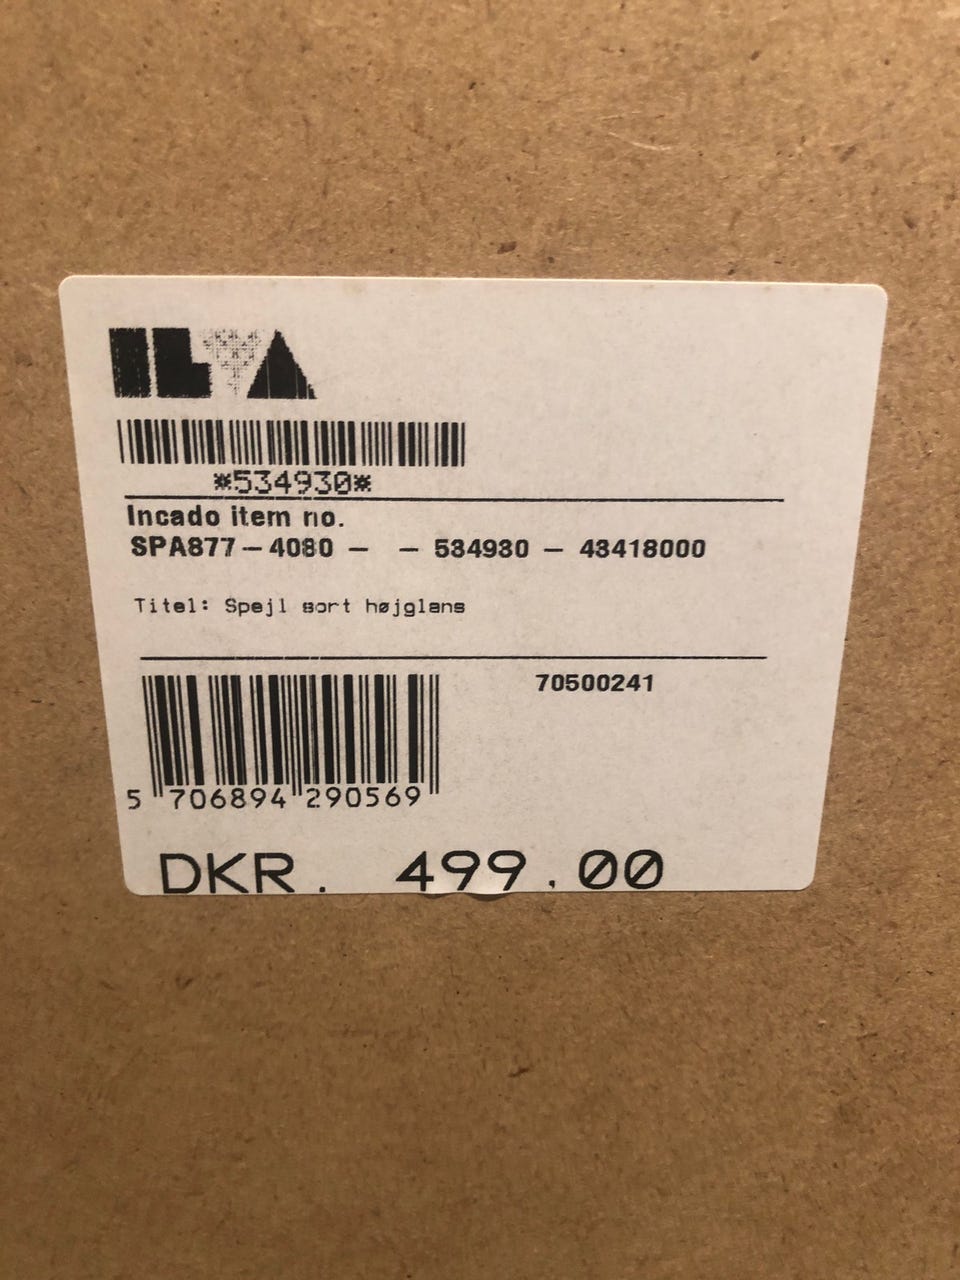 ILVA
*534930*
Incado item no.
SPA877-4080 - - 534930 - 43418000
Titel: Spejl sort højglans
70500241
5 706894 290569
DKR. 499.00